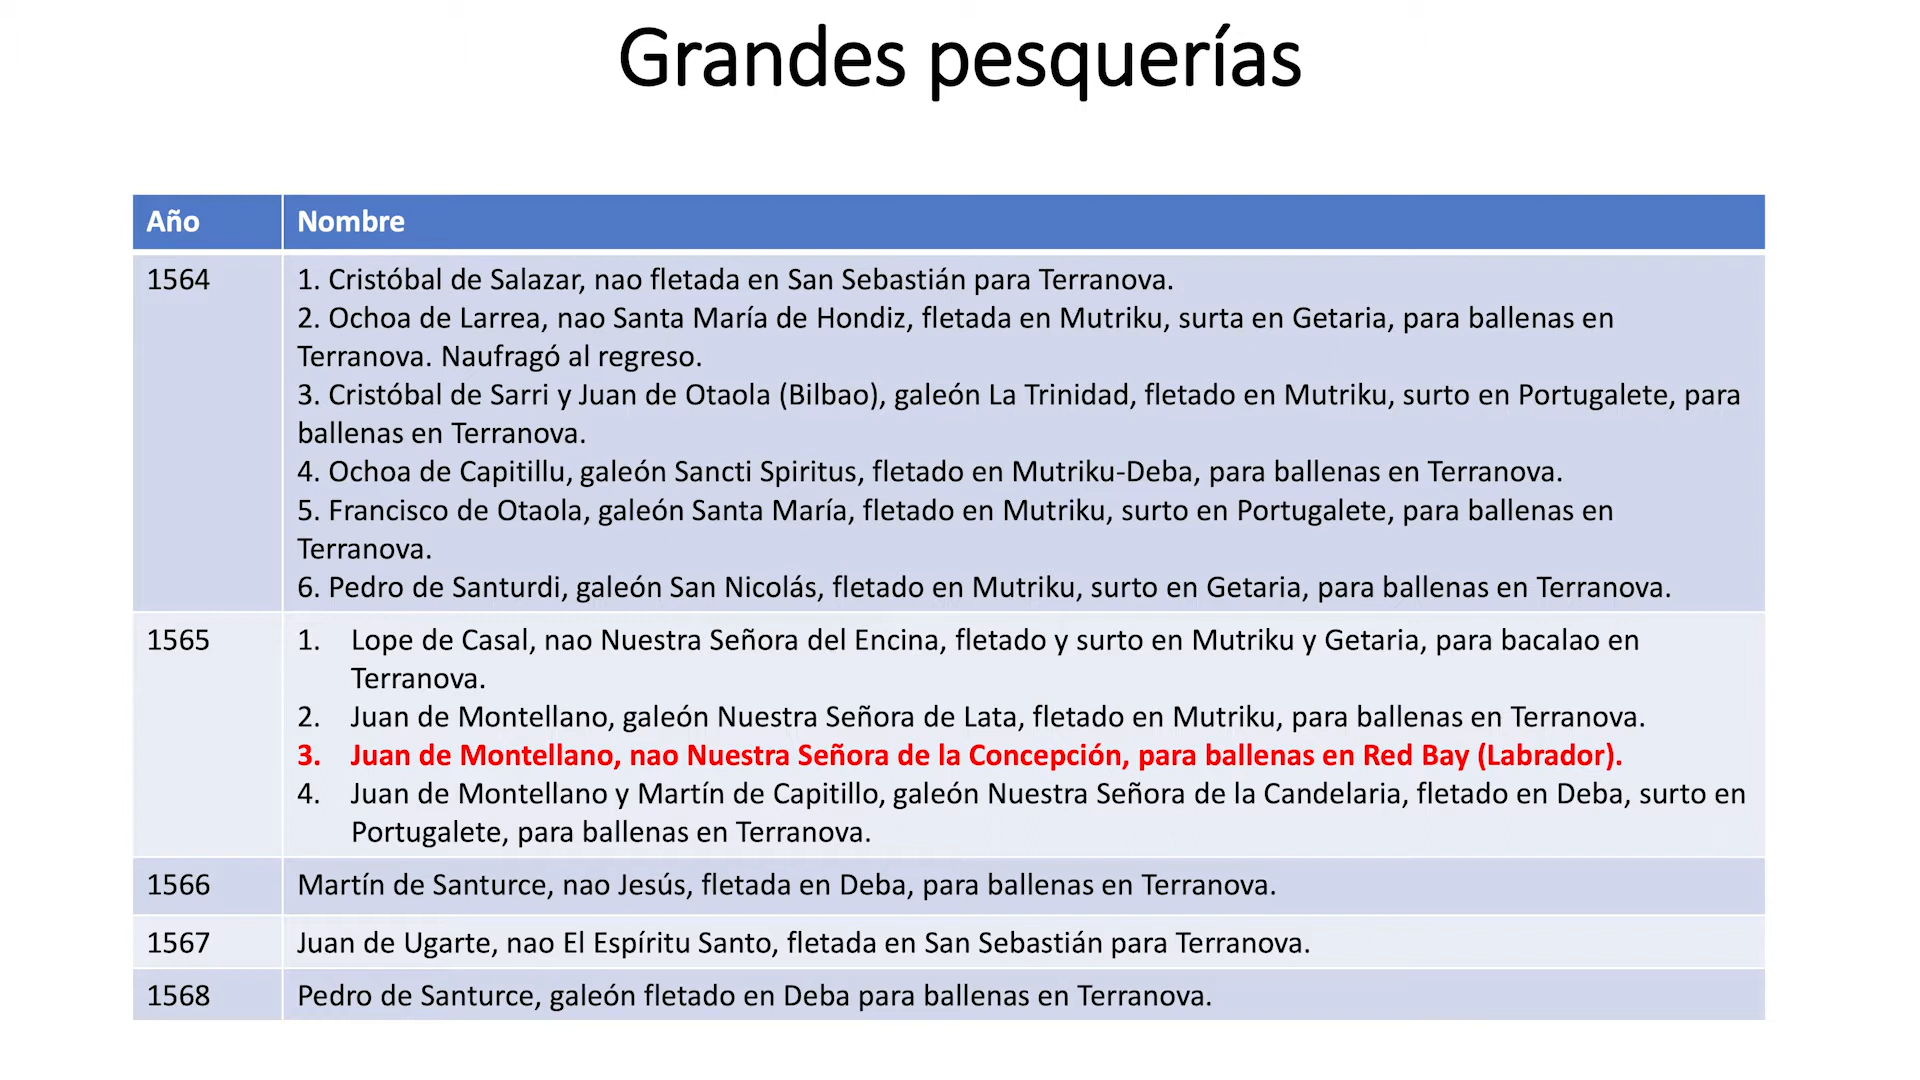 Grandes pesquerías
Año Nombre
1564 1. Cristóbal de Salazar, nao fletada en San Sebastián para Terranova.
2. Ochoa de Larrea, nao Santa María de Hondiz, fletada en Mutriku, surta en Getaria, para ballenas en
Terranova. Naufragó al regreso.
3. Cristóbal de Sarri y Juan de Otaola (Bilbao), galeón La Trinidad, fletado en Mutriku, surto en Portugalete, para
ballenas en Terranova.
4. Ochoa de Capitillu, galeón Sancti Spiritus, fletado en Mutriku-Deba, para ballenas en Terranova.
5. Francisco de Otaola, galeón Santa María, fletado en Mutriku, surto en Portugalete, para ballenas en
Terranova.
6. Pedro de Santurdi, galeón San Nicolás, fletado en Mutriku, surto en Getaria, para ballenas en Terranova.
1565 1. Lope de Casal, nao Nuestra Señora del Encina, fletado y surto en Mutriku y Getaria, para bacalao en
Terranova.
2. Juan de Montellano, galeón Nuestra Señora de Lata, fletado en Mutriku, para ballenas en Terranova.
3. Juan de Montellano, nao Nuestra Señora de la Concepción, para ballenas en Red Bay (Labrador).
4. Juan de Montellano y Martín de Capitillo, galeón Nuestra Señora de la Candelaria, fletado en Deba, surto en
Portugalete, para ballenas en Terranova.
1566 Martín de Santurce, nao Jesús, fletada en Deba, para ballenas en Terranova.
1567 Juan de Ugarte, nao El Espíritu Santo, fletada en San Sebastián para Terranova.
1568 Pedro de Santurce, galeón fletado en Deba para ballenas en Terranova.